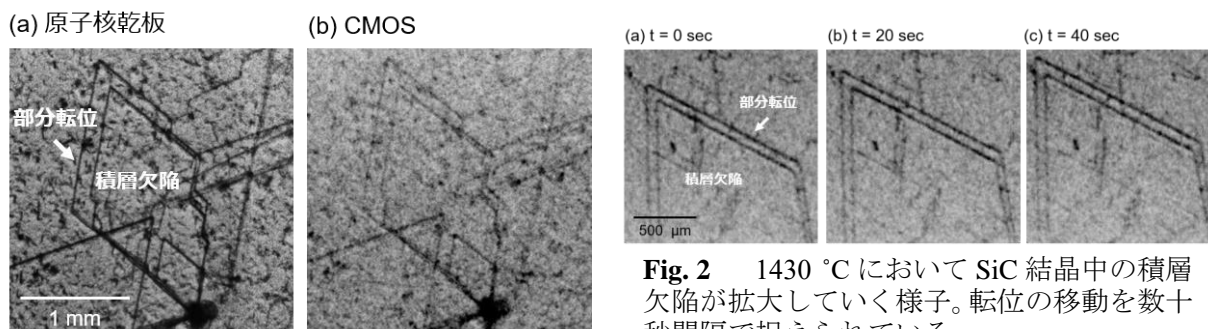 (a) 原子核乾板
(b) CMOS
部分転位
積層欠陥
1 mm
(a) t = 0 sec
(b) t = 20 sec
(c) t = 40 sec
部分転位
積層欠陥
500 μm
Fig. 2 1430 ˚C において SiC 結晶中の積層
欠陥が拡大していく様子。転位の移動を数十